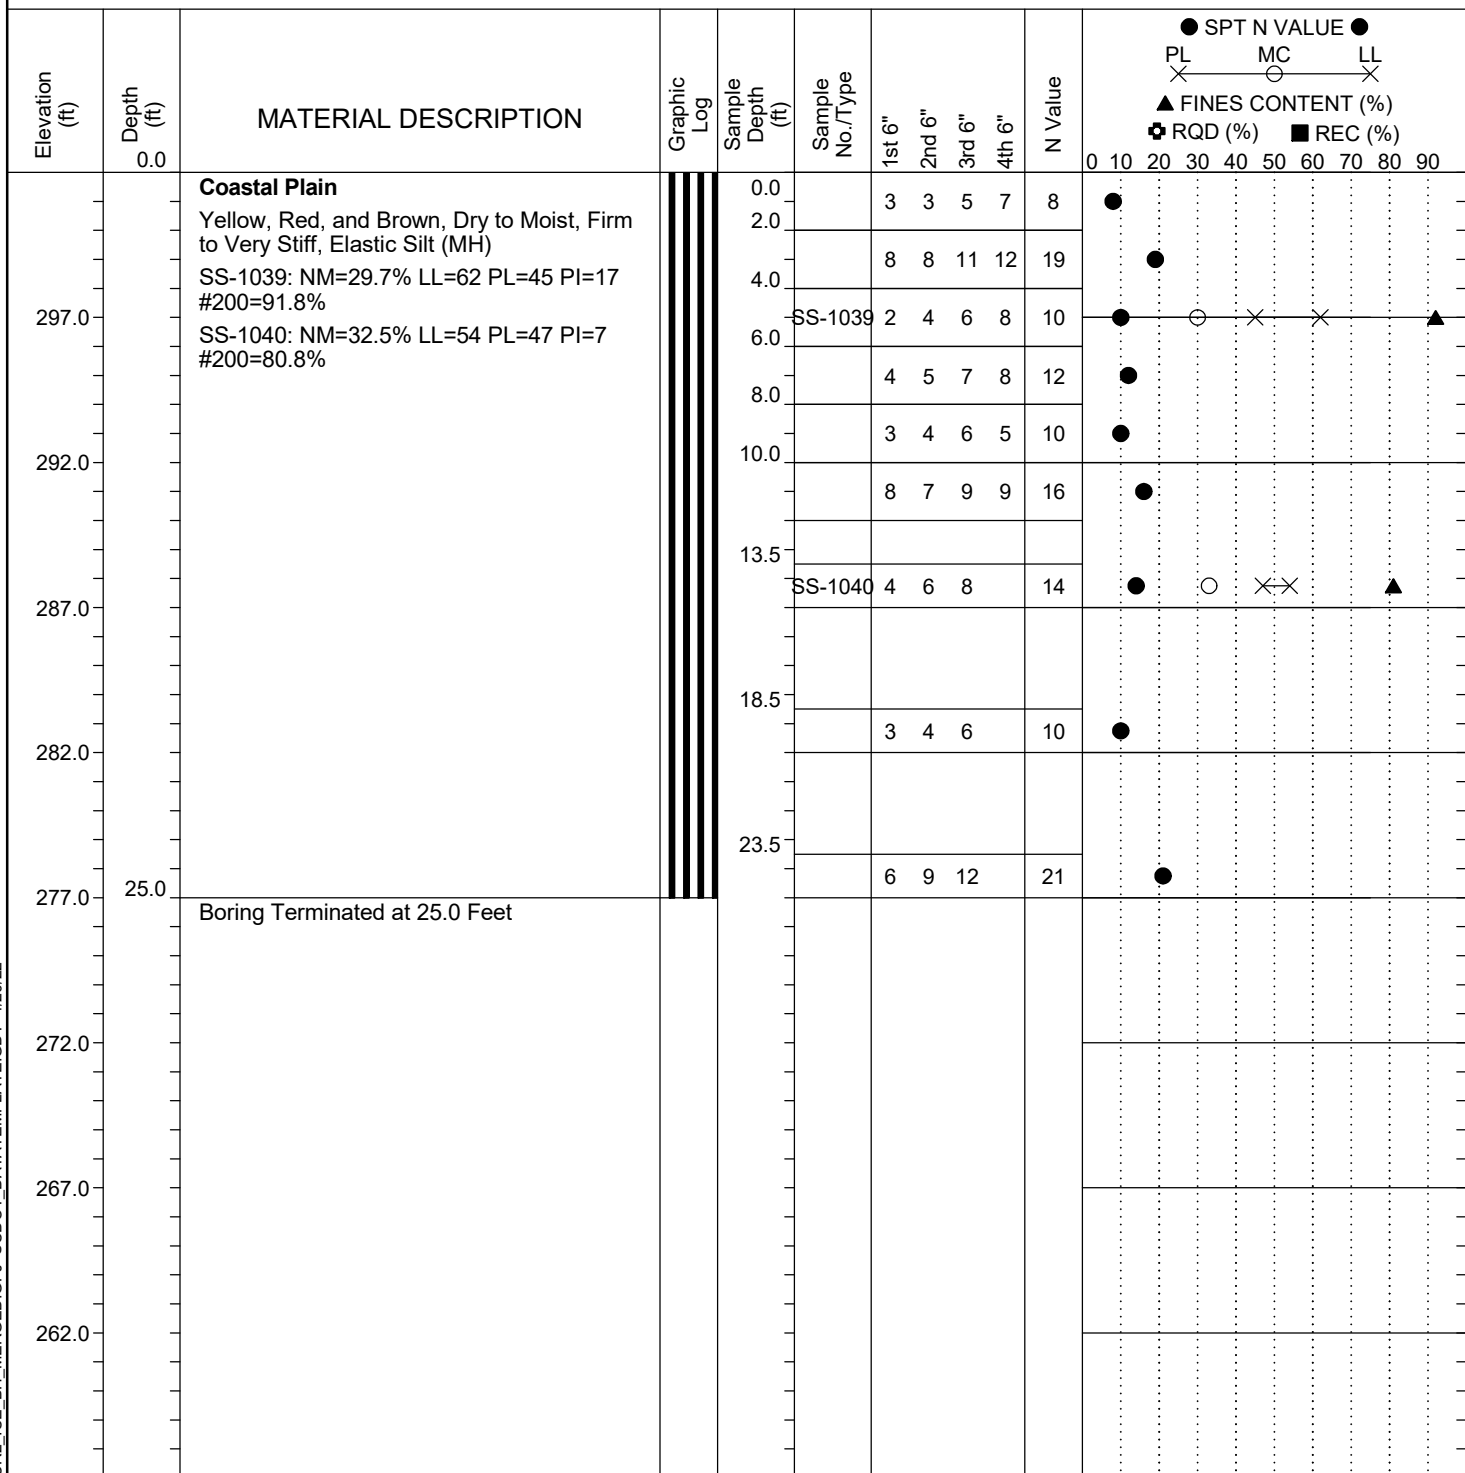 ● SPT N VALUE ●
PL MC LL
▲ FINES CONTENT (%)
RQD (%) ■ REC (%)
0 10 20 30 40 50 60 70 80 90
Elevation (ft)
Depth (ft)
0.0
MATERIAL DESCRIPTION
Graphic Log
Sample Depth (ft)
Sample No./Type
1st 6"
2nd 6"
3rd 6"
4th 6"
N Value
Coastal Plain
Yellow, Red, and Brown, Dry to Moist, Firm
to Very Stiff, Elastic Silt (MH)
SS-1039: NM=29.7% LL=62 PL=45 PI=17
#200=91.8%
SS-1040: NM=32.5% LL=54 PL=47 PI=7
#200=80.8%
0.0 3 3 5 7 8
2.0 8 8 11 12 19
4.0
297.0 SS-1039 2 4 6 8 10
6.0 4 5 7 8 12
8.0 3 4 6 5 10
10.0
292.0
8 7 9 9 16
13.5
SS-1040 4 6 8 14
287.0
18.5
3 4 6 10
282.0
23.5
6 9 12 21
277.0 25.0
Boring Terminated at 25.0 Feet
272.0
267.0
262.0